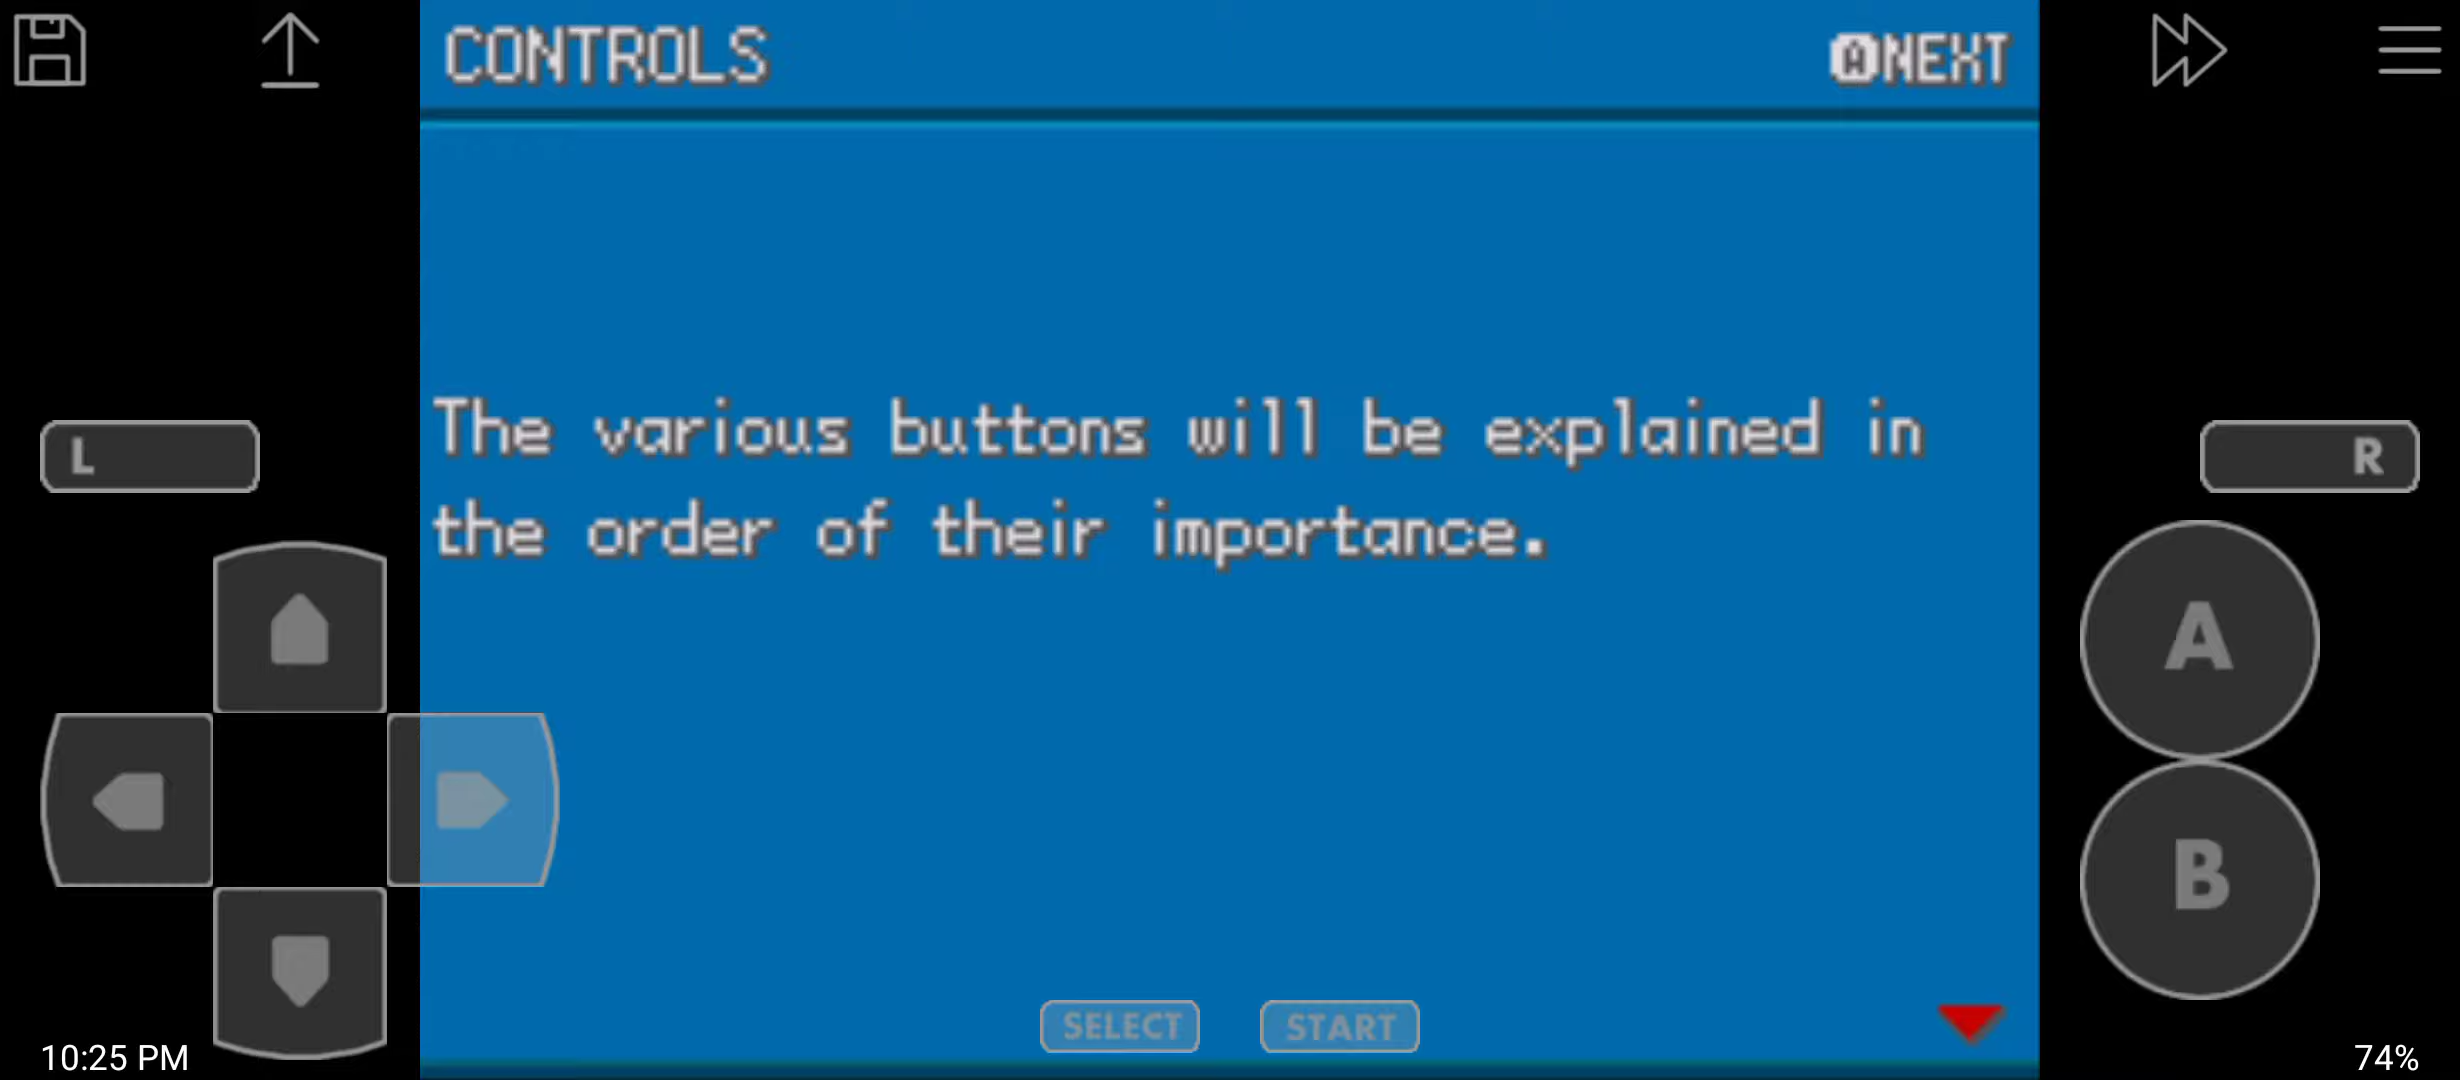 CONTROLS
A NEXT
The various buttons will be explained in
the order of their importance.
L
R
A
B
SELECT
START
10:25 PM
74%